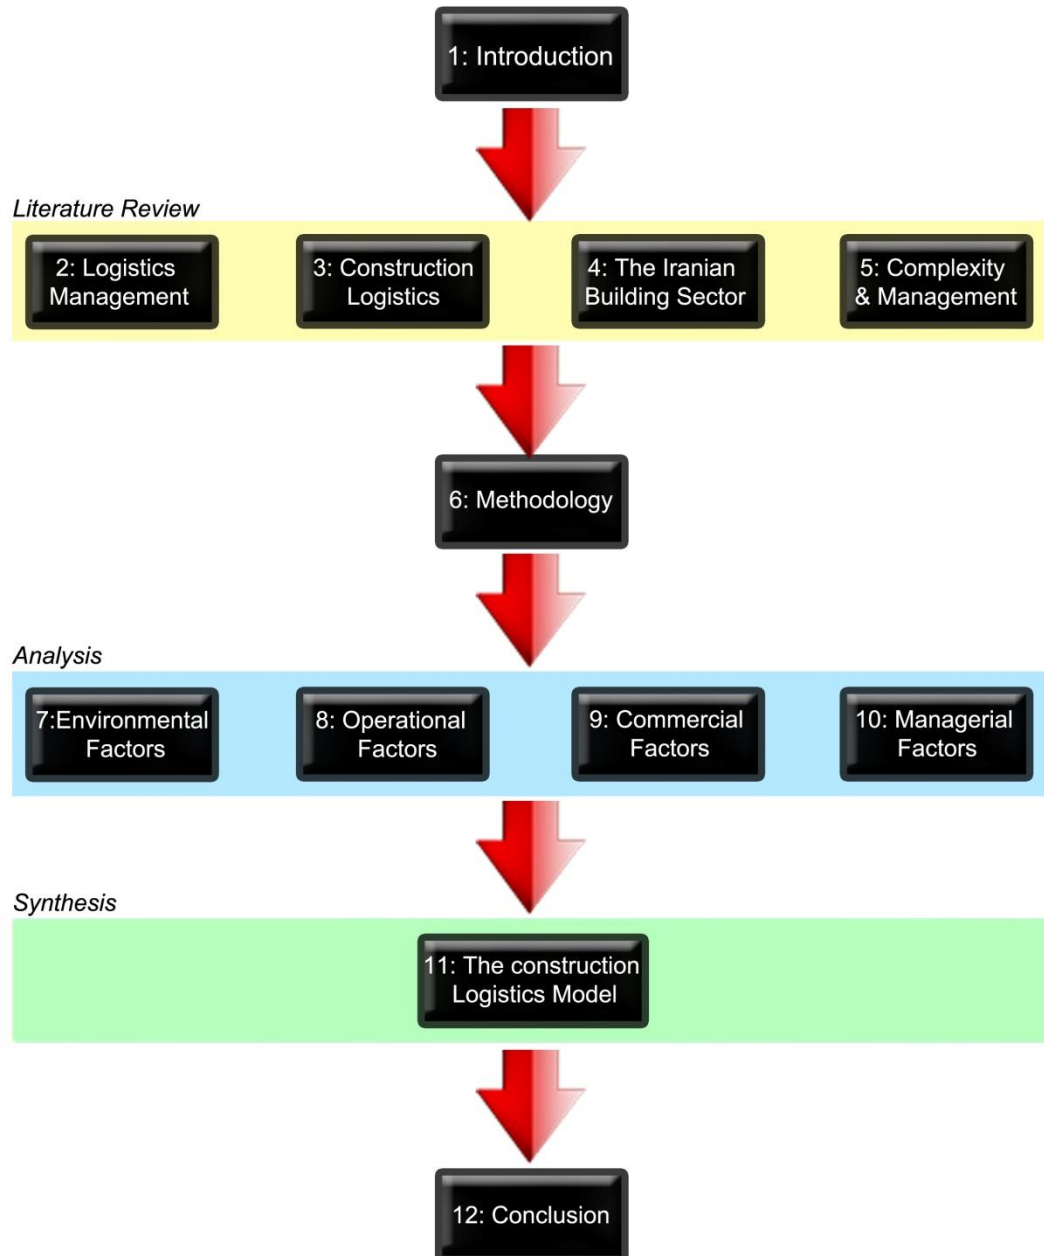 1: Introduction
Literature Review
2: Logistics
Management
3: Construction
Logistics
4: The Iranian
Building Sector
5: Complexity
& Management
6: Methodology
Analysis
7:Environmental
Factors
8: Operational
Factors
9: Commercial
Factors
10: Managerial
Factors
Synthesis
11: The construction
Logistics Model
12: Conclusion